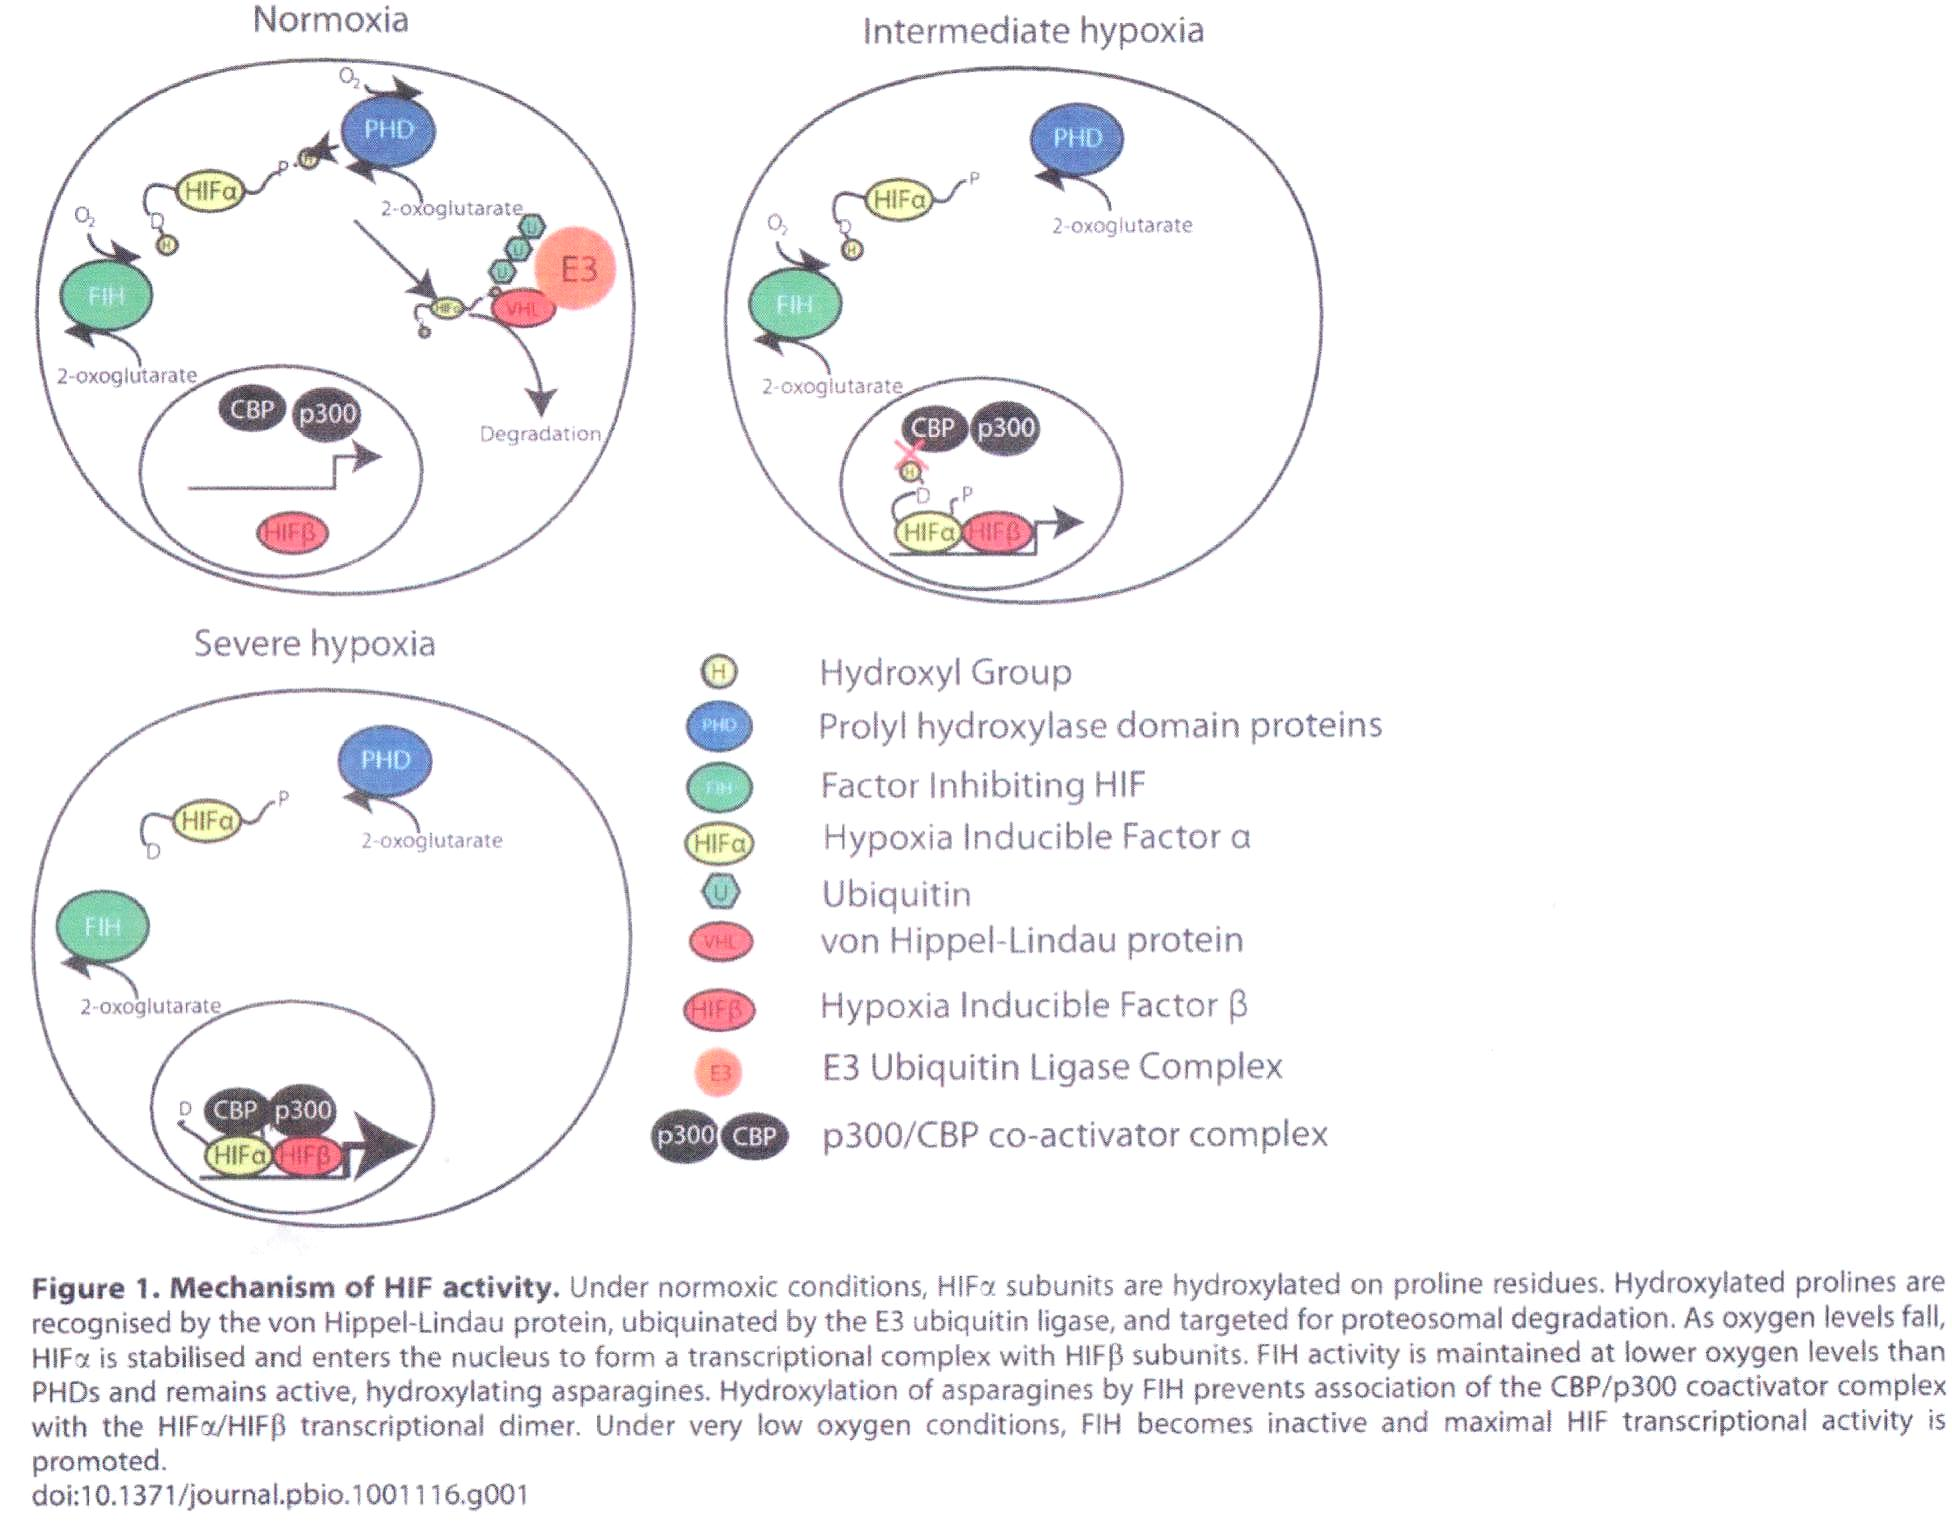 Normoxia
O2
PHD
P
H
HIFα
2-oxoglutarate
O2
D
H
U
U
U
E3
FIH
HIFα
VHL
2-oxoglutarate
CBP
p300
Degradation
HIFβ
Intermediate hypoxia
PHD
P
HIFα
2-oxoglutarate
O2
D
H
FIH
2-oxoglutarate
CBP
p300
H
D
P
HIFα
HIFβ
Severe hypoxia
PHD
P
HIFα
2-oxoglutarate
D
FIH
2-oxoglutarate
D
CBP
p300
HIFα
HIFβ
H Hydroxyl Group
PHD Prolyl hydroxylase domain proteins
FIH Factor Inhibiting HIF
HIFα Hypoxia Inducible Factor α
U Ubiquitin
VHL von Hippel-Lindau protein
HIFβ Hypoxia Inducible Factor β
E3 E3 Ubiquitin Ligase Complex
p300 CBP p300/CBP co-activator complex
Figure 1. Mechanism of HIF activity. Under normoxic conditions, HIFα subunits are hydroxylated on proline residues. Hydroxylated prolines are
recognised by the von Hippel-Lindau protein, ubiquinated by the E3 ubiquitin ligase, and targeted for proteosomal degradation. As oxygen levels fall,
HIFα is stabilised and enters the nucleus to form a transcriptional complex with HIFβ subunits. FIH activity is maintained at lower oxygen levels than
PHDs and remains active, hydroxylating asparagines. Hydroxylation of asparagines by FIH prevents association of the CBP/p300 coactivator complex
with the HIFα/HIFβ transcriptional dimer. Under very low oxygen conditions, FIH becomes inactive and maximal HIF transcriptional activity is
promoted.
doi:10.1371/journal.pbio.1001116.g001